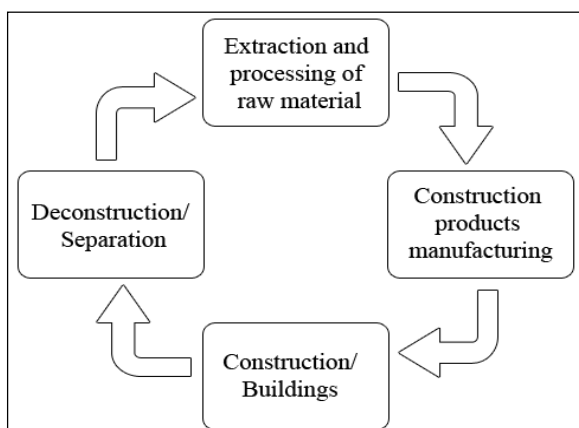 Extraction and
processing of
raw material
Construction
products
manufacturing
Construction/
Buildings
Deconstruction/
Separation